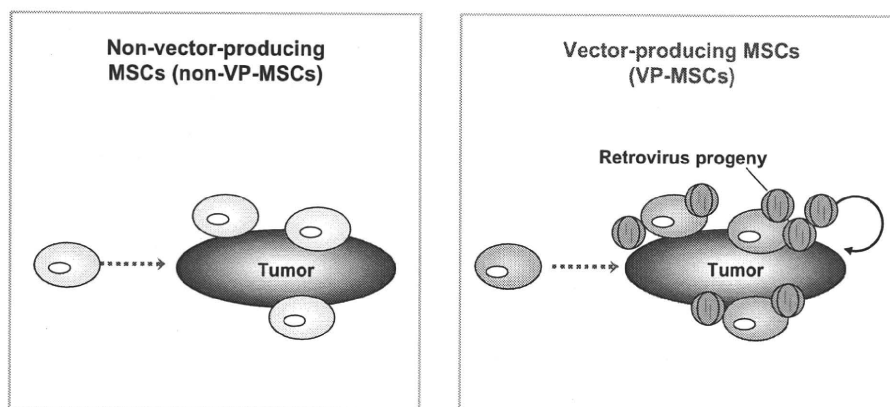 Non-vector-producing
MSCs (non-VP-MSCs)
Tumor
Vector-producing MSCs
(VP-MSCs)
Retrovirus progeny
Tumor